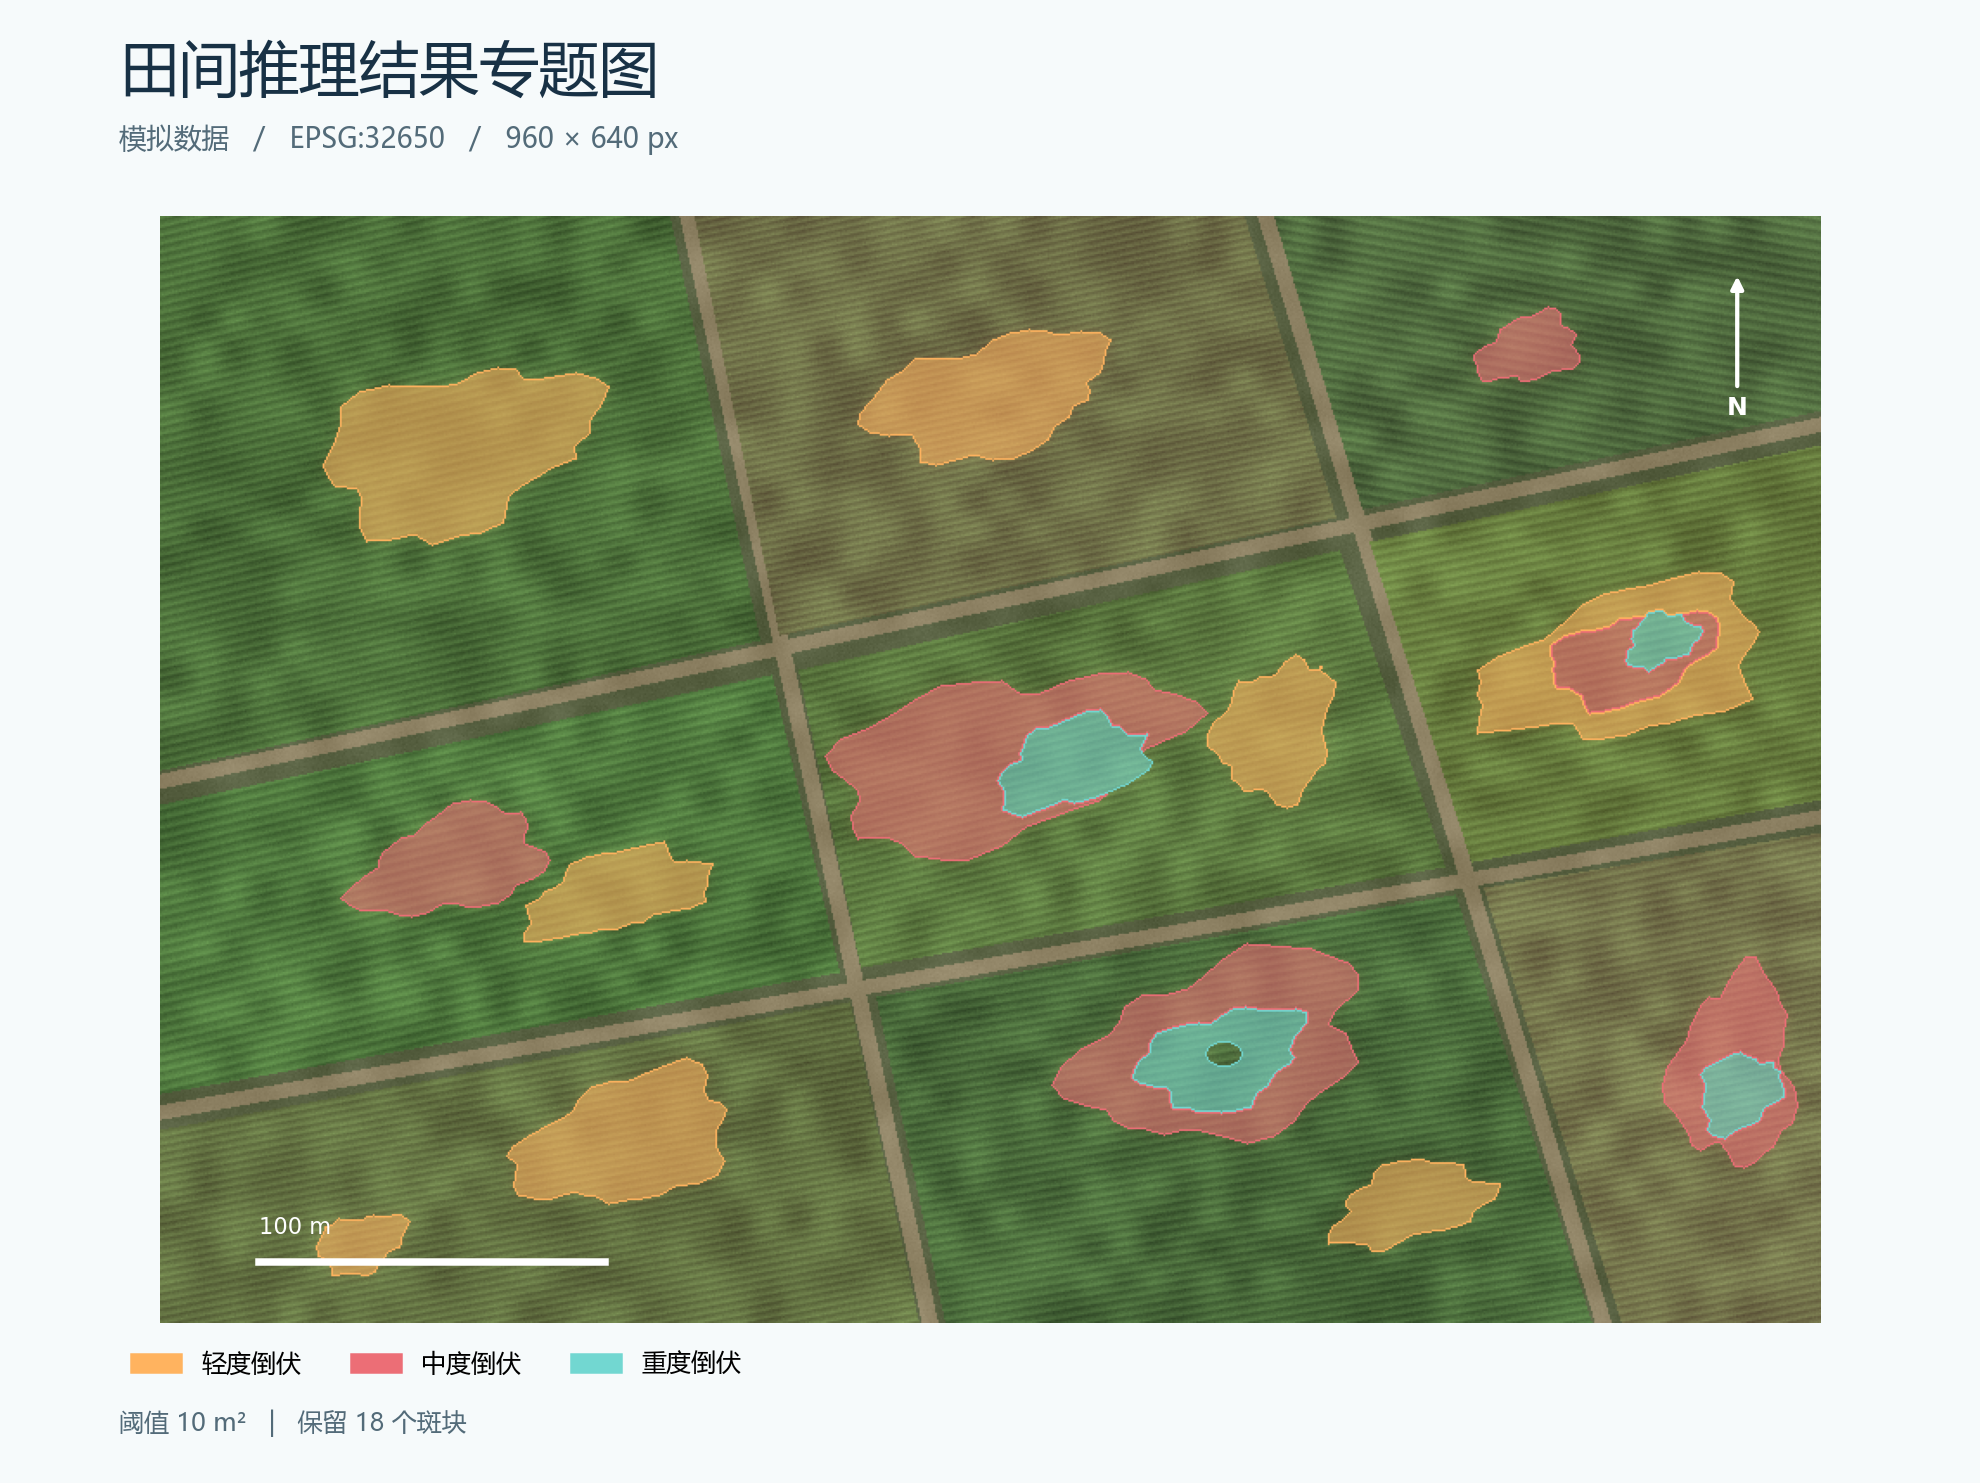 田间推理结果专题图
模拟数据 / EPSG:32650 / 960 × 640 px
N
100 m
轻度倒伏 中度倒伏 重度倒伏
阈值 10 m² | 保留 18 个斑块